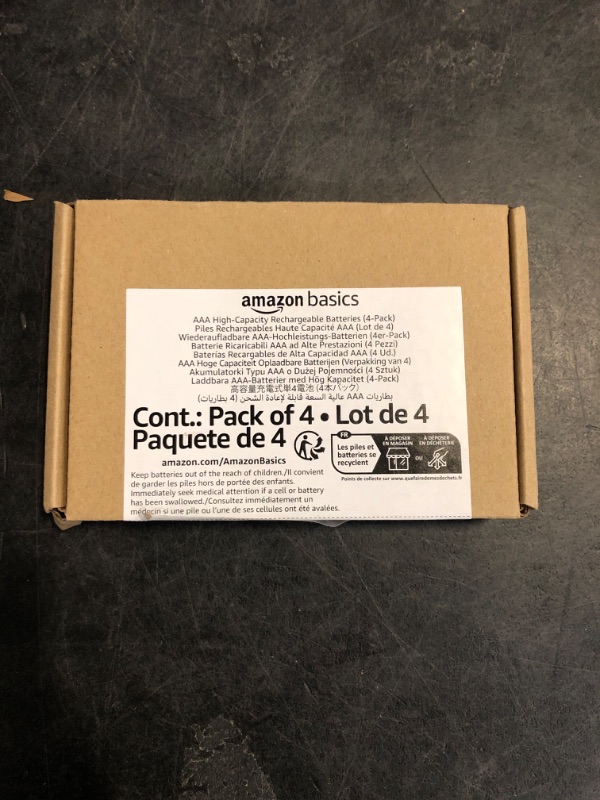 amazon basics
AAA High-Capacity Rechargeable Batteries (4-Pack)
Piles Rechargeables Haute Capacité AAA (Lot de 4)
Wiederaufladbare AAA-Hochleistungs-Batterien (4er-Pack)
Batterie Ricaricabili AAA ad Alte Prestazioni (4 Pezzi)
Baterías Recargables de Alta Capacidad AAA (4 Ud.)
AAA Hoge Capaciteit Oplaadbare Batterijen (Verpakking van 4)
Akumulatorki Typu AAA o Dużej Pojemności (4 Sztuk)
Laddbara AAA-Batterier med Hög Kapacitet (4-Pack)
高容量充電式単4電池 (4本パック)
بطاريات AAA عالية السعة قابلة لإعادة الشحن (4 بطاريات)
Cont.: Pack of 4 • Lot de 4
Paquete de 4
amazon.com/AmazonBasics
Keep batteries out of the reach of children./Il convient
de garder les piles hors de portée des enfants.
Immediately seek medical attention if a cell or battery
has been swallowed./Consultez immédiatement un
médecin si une pile ou l'une de ses cellules ont été avalées.
FR
Les piles et
batteries se
recyclent
À DÉPOSER
EN MAGASIN
OU
À DÉPOSER
EN DÉCHÈTERIE
Points de collecte sur www.quefairedemesdechets.fr